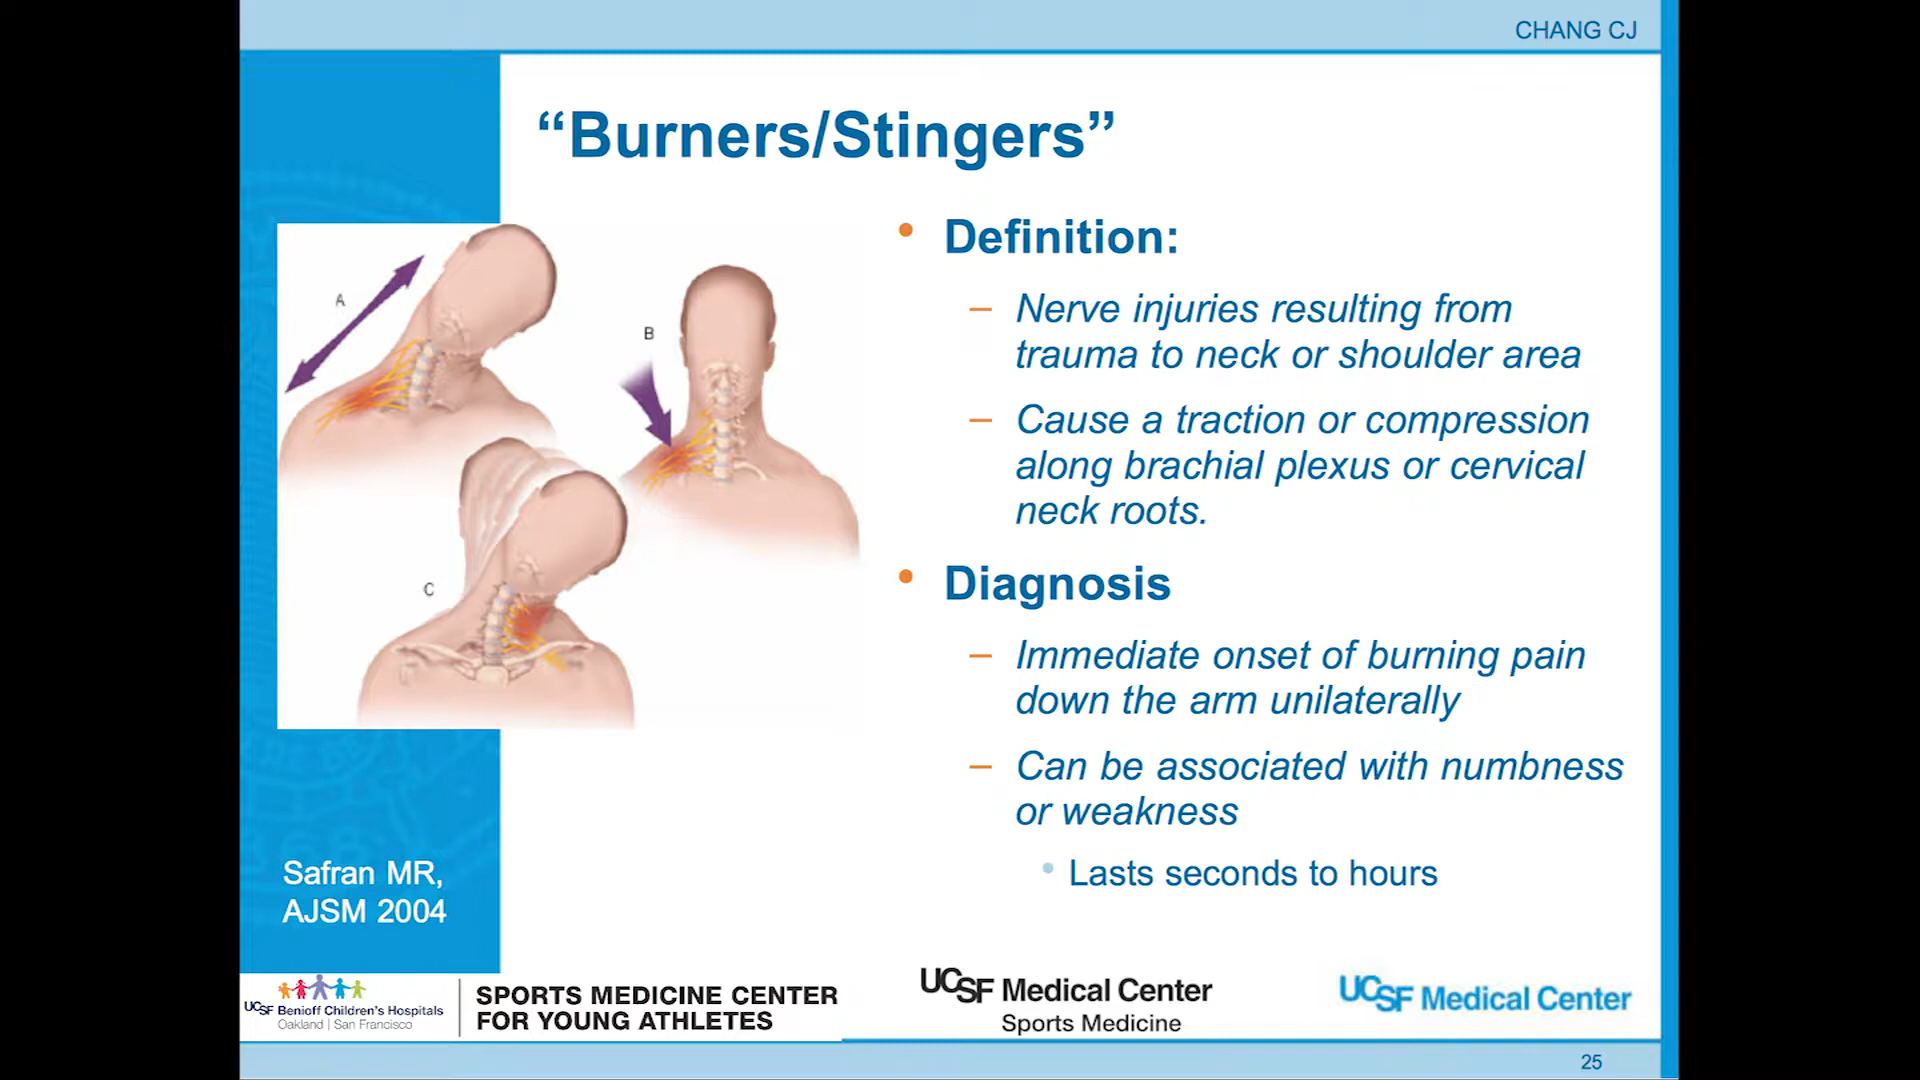 CHANG CJ
“Burners/Stingers”
• Definition:
– Nerve injuries resulting from
trauma to neck or shoulder area
– Cause a traction or compression
along brachial plexus or cervical
neck roots.
• Diagnosis
– Immediate onset of burning pain
down the arm unilaterally
– Can be associated with numbness
or weakness
• Lasts seconds to hours
A
B
C
Safran MR,
AJSM 2004
UCSF Benioff Children's Hospitals
Oakland | San Francisco
SPORTS MEDICINE CENTER
FOR YOUNG ATHLETES
UCSF Medical Center
Sports Medicine
UCSF Medical Center
25